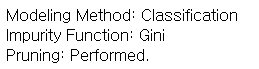 Modeling Method: Classification
Impurity Function: Gini
Pruning: Performed.